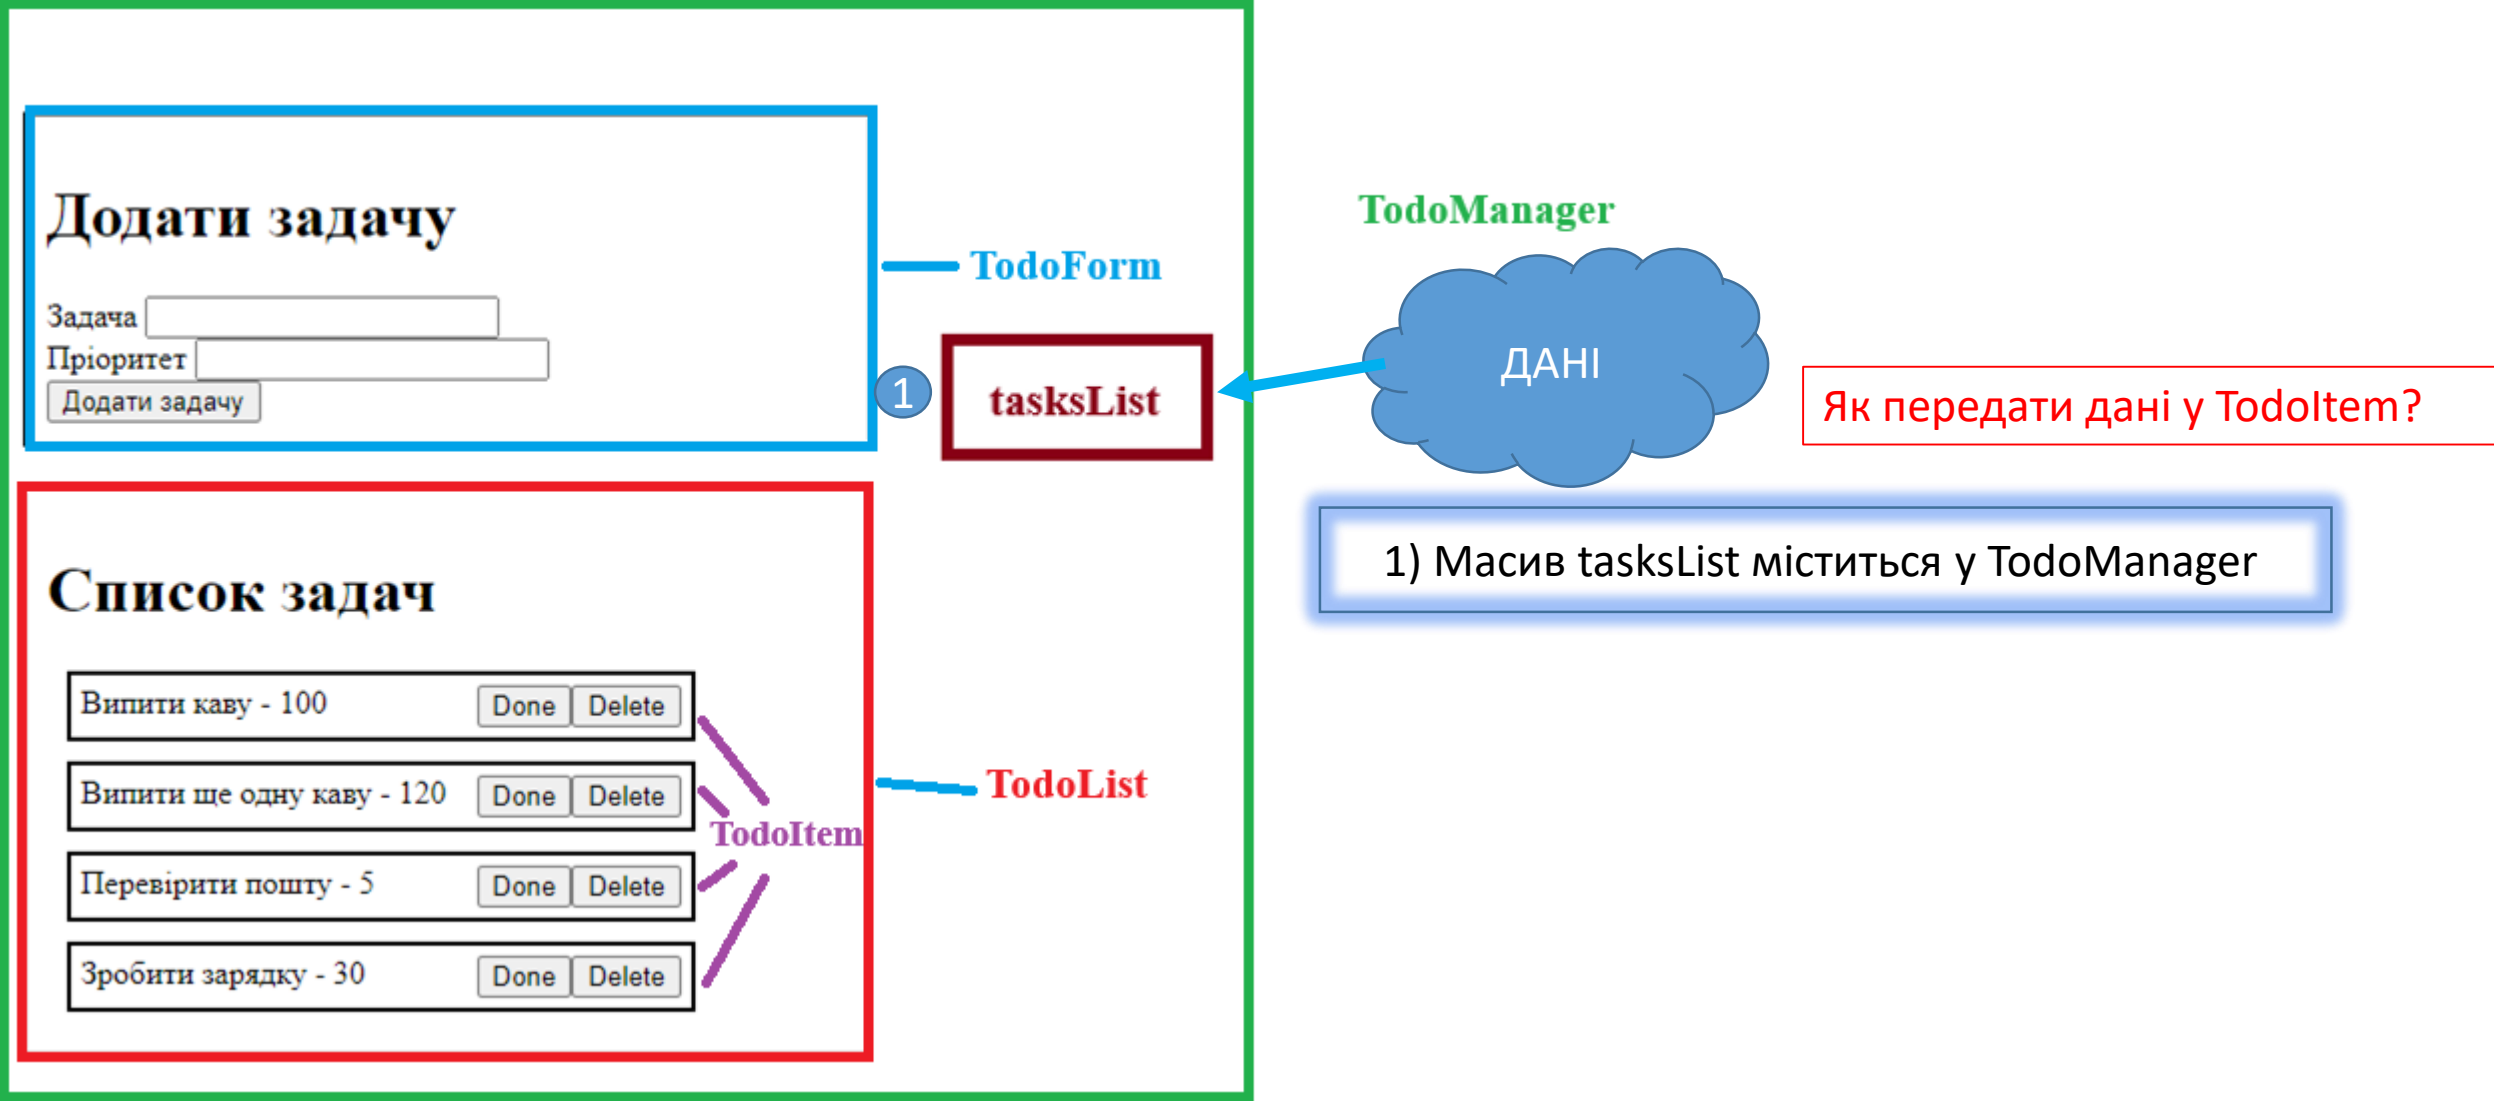 Додати задачу
Задача
Пріоритет
Додати задачу
TodoForm
1
tasksList
TodoManager
ДАНІ
Як передати дані у TodoItem?
1) Масив tasksList міститься у TodoManager
Список задач
Випити каву - 100 Done Delete
Випити ще одну каву - 120 Done Delete
Перевірити пошту - 5 Done Delete
Зробити зарядку - 30 Done Delete
TodoItem
TodoList